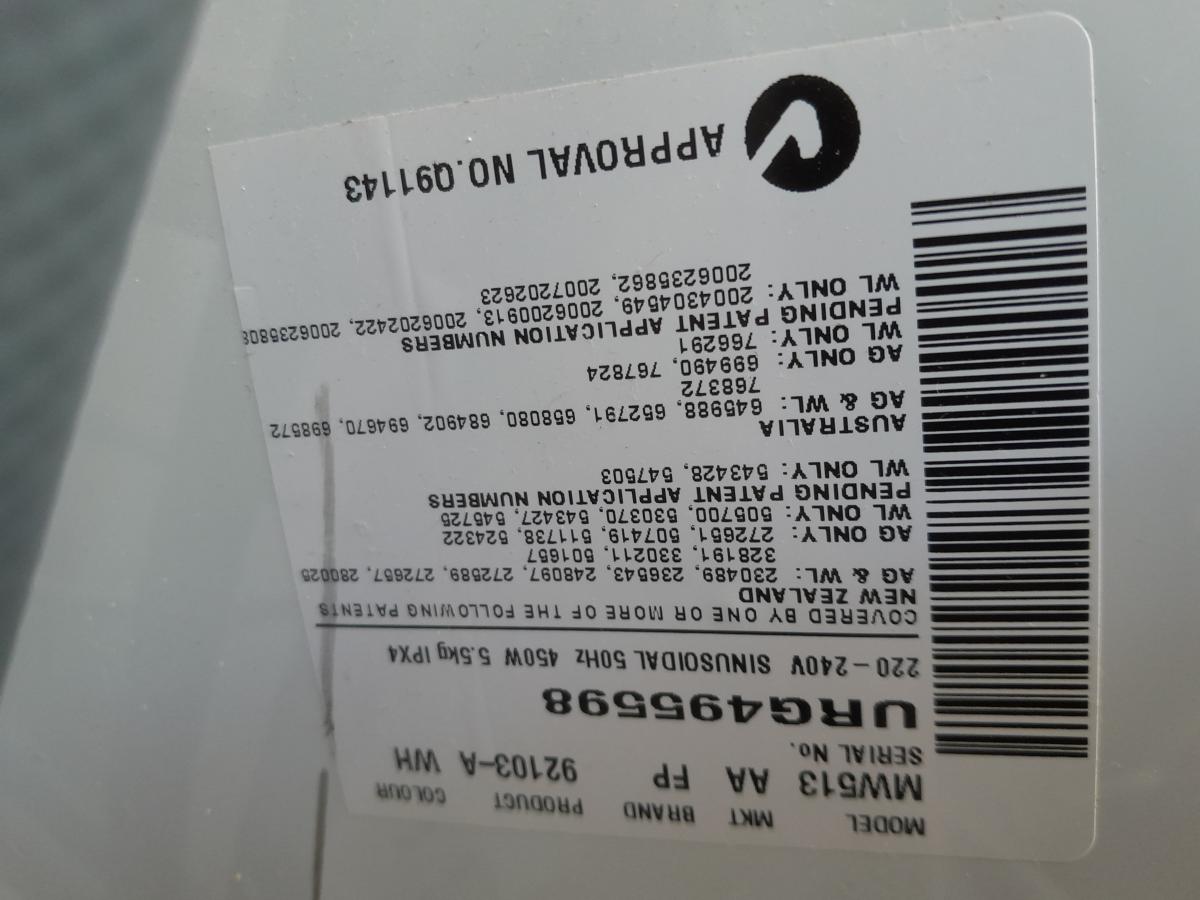 MODEL MKT BRAND PRODUCT COLOUR
MW513 AA FP 92103-A WH
SERIAL No.
URG495598
220-240V SINUSOIDAL 50Hz 450W 5.5kg IPX4
COVERED BY ONE OR MORE OF THE FOLLOWING PATENTS
NEW ZEALAND
AG & WL: 230489, 236543, 248097, 272589, 272657, 280025
328191, 330211, 501657
AG ONLY: 272651, 507419, 511738, 524322
WL ONLY: 505700, 530370, 543427, 545725
PENDING PATENT APPLICATION NUMBERS
WL ONLY: 543428, 547503
AUSTRALIA
AG & WL: 645988, 652791, 658080, 684902, 694670, 698572
768372
AG ONLY: 699490, 767824
WL ONLY: 766291
PENDING PATENT APPLICATION NUMBERS
WL ONLY: 2004304549, 2006200913, 2006202422, 2006235808
2006235862, 2007202623
APPROVAL NO.Q91143